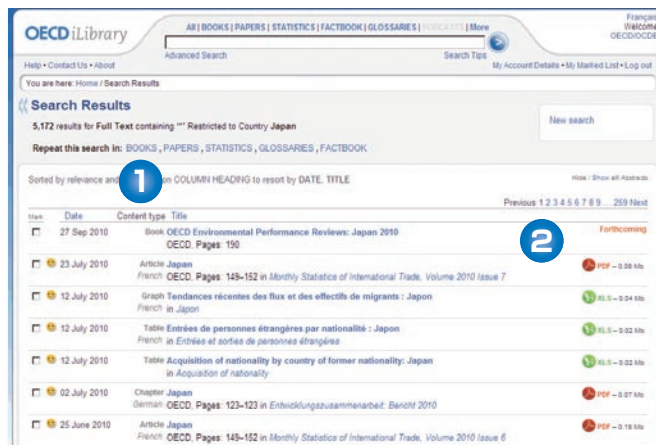 Français
Welcome
OECD/OCDE
OECD iLibrary
All | BOOKS | PAPERS | STATISTICS | FACTBOOK | GLOSSARIES | PODCASTS | More
Advanced Search Search Tips
Help • Contact Us • About
My Account Details • My Marked List • Log out
You are here: Home / Search Results
Search Results
5,172 results for Full Text containing "" Restricted to Country Japan
New search
Repeat this search in: BOOKS , PAPERS , STATISTICS , GLOSSARIES , FACTBOOK
1
Sorted by relevance and on COLUMN HEADING to resort by DATE, TITLE
Hide / Show all Abstracts
Previous 1 2 3 4 5 6 7 8 9 ... 259 Next
Mark Date Content type Title
2
27 Sep 2010 Book OECD Environmental Performance Reviews: Japan 2010 Forthcoming
OECD, Pages: 190
23 July 2010 Article Japan PDF – 0.08 Mb
French OECD, Pages: 149–152 in Monthly Statistics of International Trade, Volume 2010 Issue 7
12 July 2010 Graph Tendances récentes des flux et des effectifs de migrants : Japon XLS – 0.04 Mb
French in Japon
12 July 2010 Table Entrées de personnes étrangères par nationalité : Japon XLS – 0.02 Mb
French in Entrées et sorties de personnes étrangères
12 July 2010 Table Acquisition of nationality by country of former nationality: Japan XLS – 0.02 Mb
in Acquisition of nationality
02 July 2010 Chapter Japan PDF – 0.07 Mb
German OECD, Pages: 123–123 in Entwicklungszusammenarbeit: Bericht 2010
25 June 2010 Article Japan PDF – 0.18 Mb
French OECD, Pages: 149–152 in Monthly Statistics of International Trade, Volume 2010 Issue 6